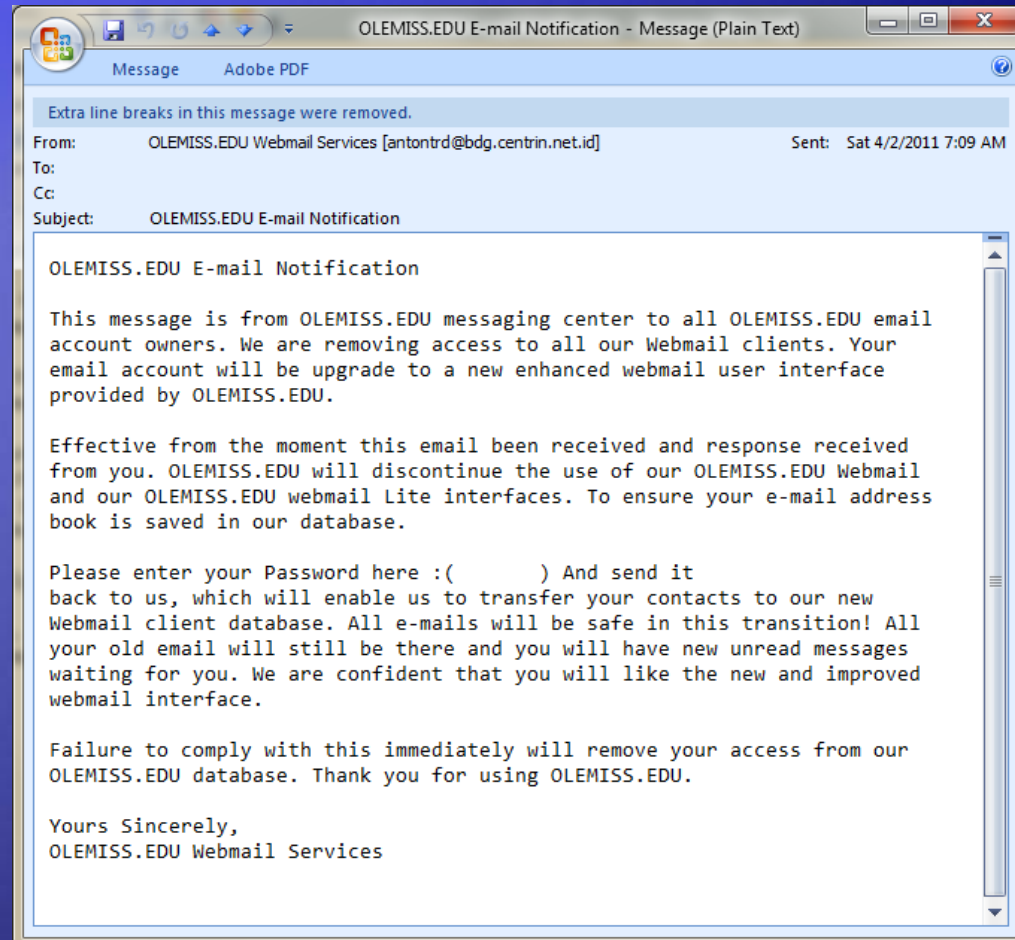 OLEMISS.EDU E-mail Notification - Message (Plain Text)
Message Adobe PDF
Extra line breaks in this message were removed.
From: OLEMISS.EDU Webmail Services [antontrd@bdg.centrin.net.id] Sent: Sat 4/2/2011 7:09 AM
To:
Cc:
Subject: OLEMISS.EDU E-mail Notification
OLEMISS.EDU E-mail Notification
This message is from OLEMISS.EDU messaging center to all OLEMISS.EDU email
account owners. We are removing access to all our Webmail clients. Your
email account will be upgrade to a new enhanced webmail user interface
provided by OLEMISS.EDU.
Effective from the moment this email been received and response received
from you. OLEMISS.EDU will discontinue the use of our OLEMISS.EDU Webmail
and our OLEMISS.EDU webmail Lite interfaces. To ensure your e-mail address
book is saved in our database.
Please enter your Password here :(       ) And send it
back to us, which will enable us to transfer your contacts to our new
Webmail client database. All e-mails will be safe in this transition! All
your old email will still be there and you will have new unread messages
waiting for you. We are confident that you will like the new and improved
webmail interface.
Failure to comply with this immediately will remove your access from our
OLEMISS.EDU database. Thank you for using OLEMISS.EDU.
Yours Sincerely,
OLEMISS.EDU Webmail Services